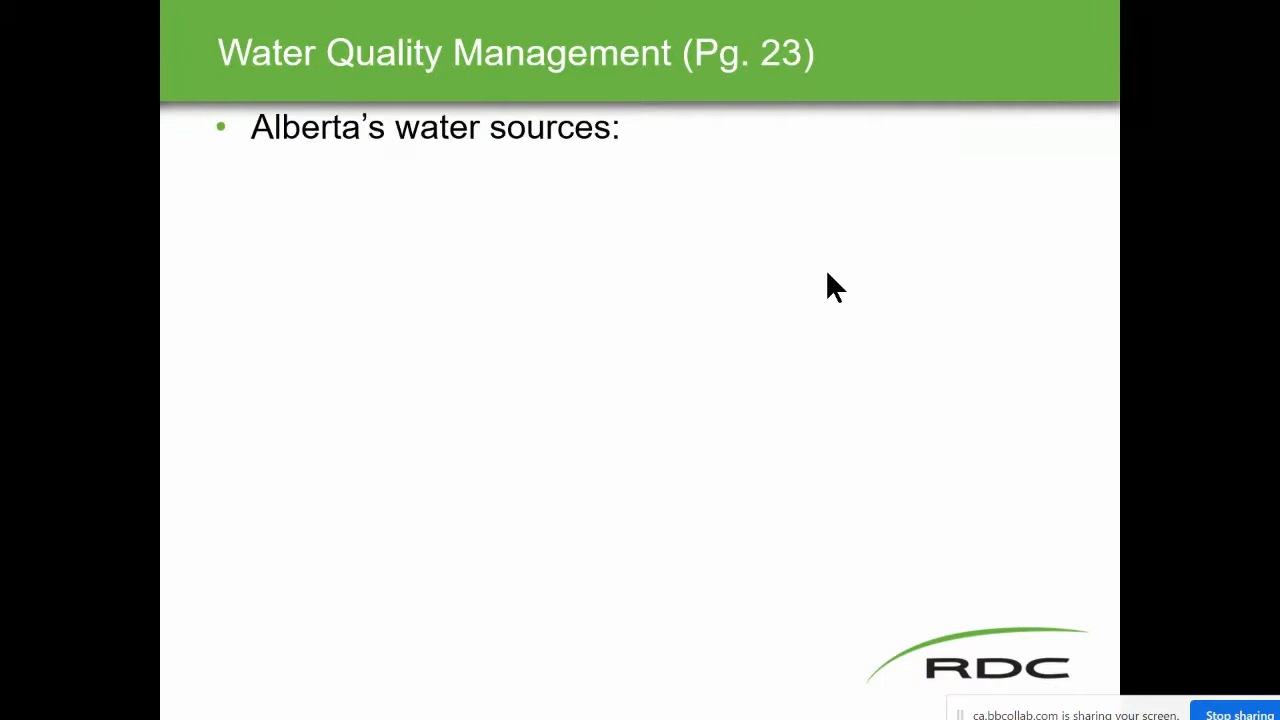 Water Quality Management (Pg. 23)
• Alberta's water sources:
RDC
ca.bbcollab.com is sharing your screen.
Stop sharing